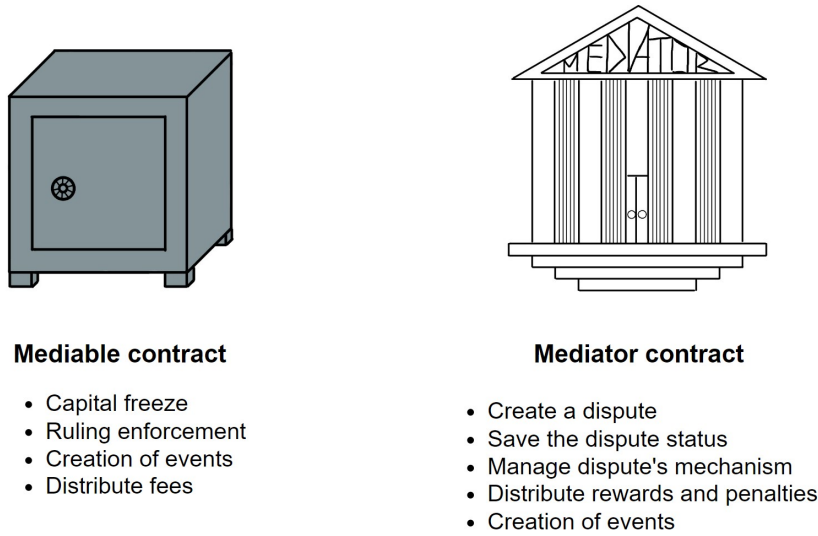 MEDIATOR
Mediable contract
• Capital freeze
• Ruling enforcement
• Creation of events
• Distribute fees
Mediator contract
• Create a dispute
• Save the dispute status
• Manage dispute's mechanism
• Distribute rewards and penalties
• Creation of events